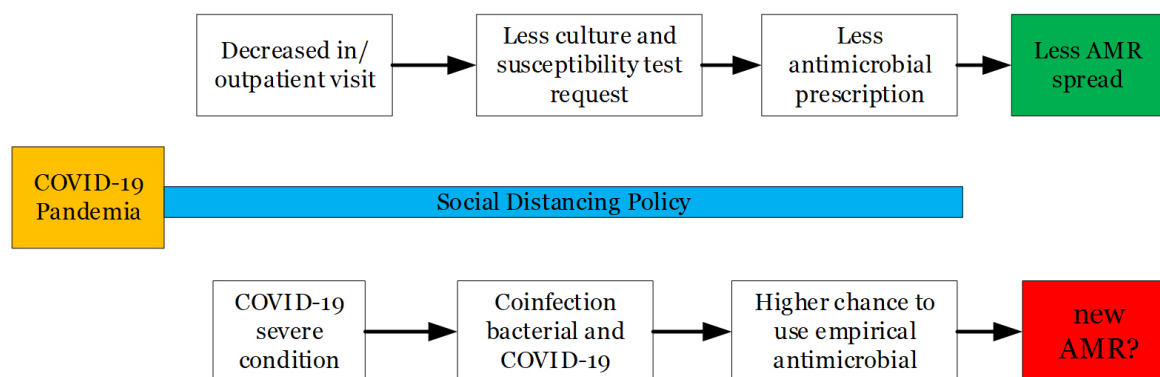 Decreased in/
outpatient visit
Less culture and
susceptibility test
request
Less
antimicrobial
prescription
Less AMR
spread
COVID-19
Pandemia
Social Distancing Policy
COVID-19
severe
condition
Coinfection
bacterial and
COVID-19
Higher chance to
use empirical
antimicrobial
new
AMR?